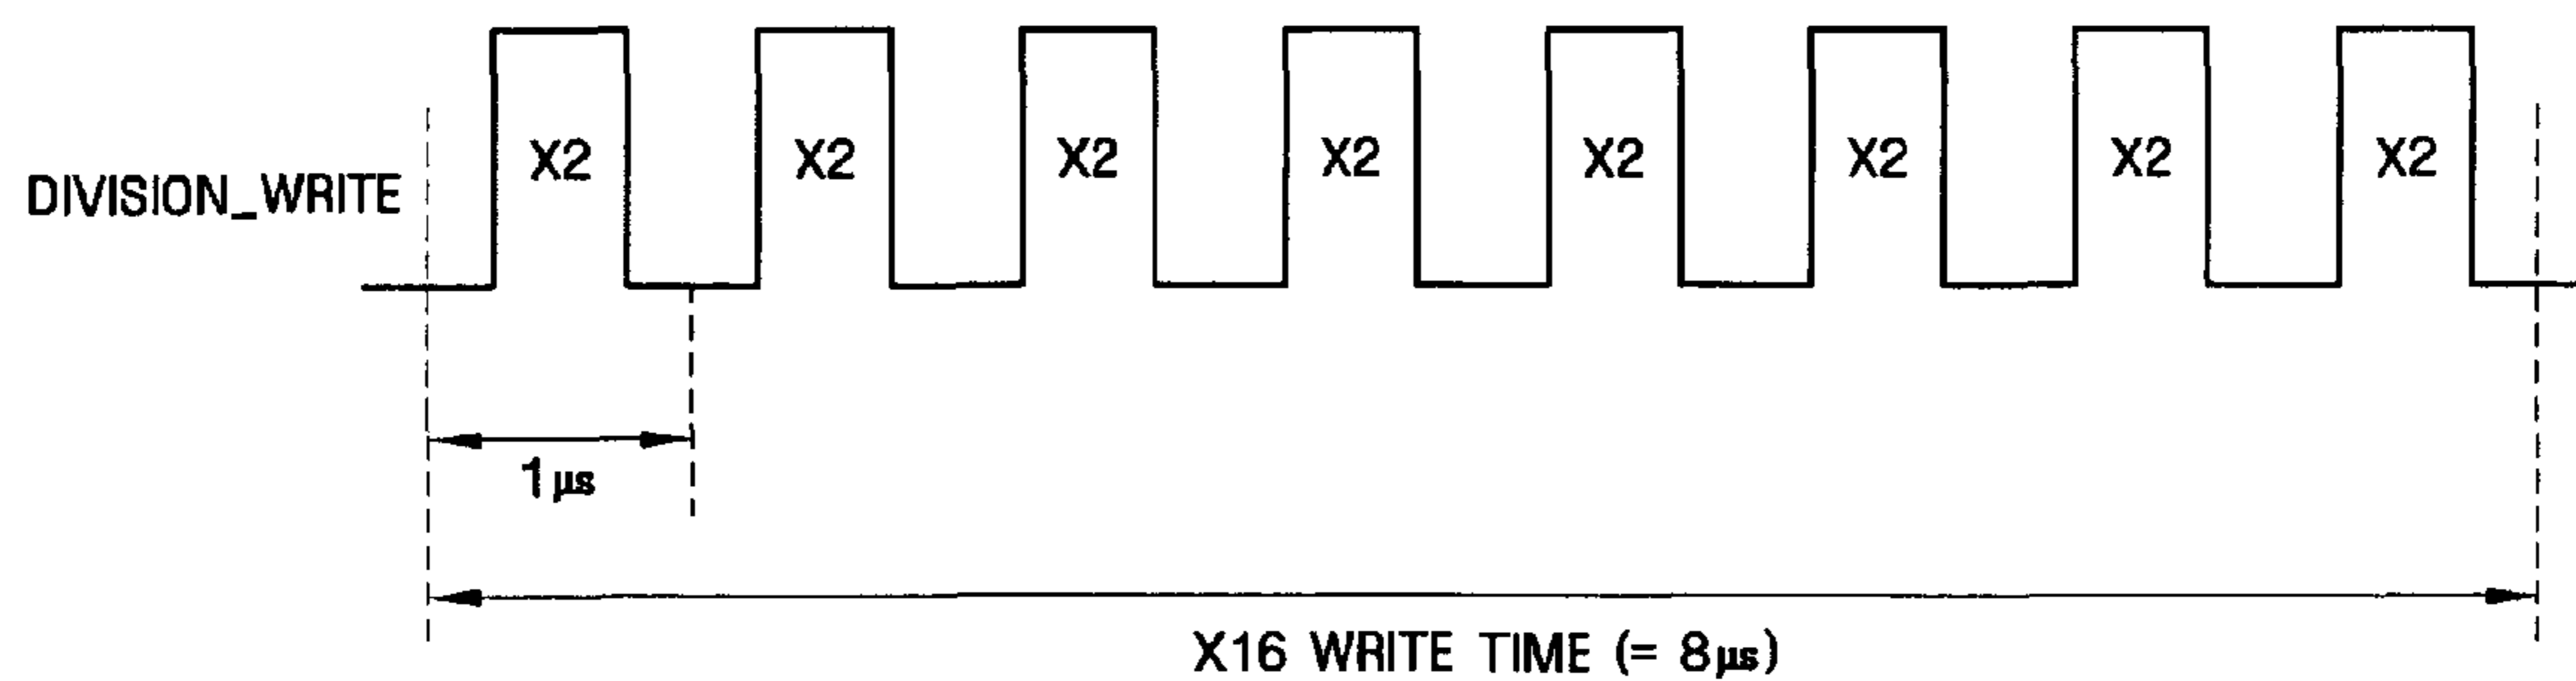 X2 X2 X2 X2 X2 X2 X2 X2
DIVISION_WRITE
1μs
X16 WRITE TIME (= 8μs)